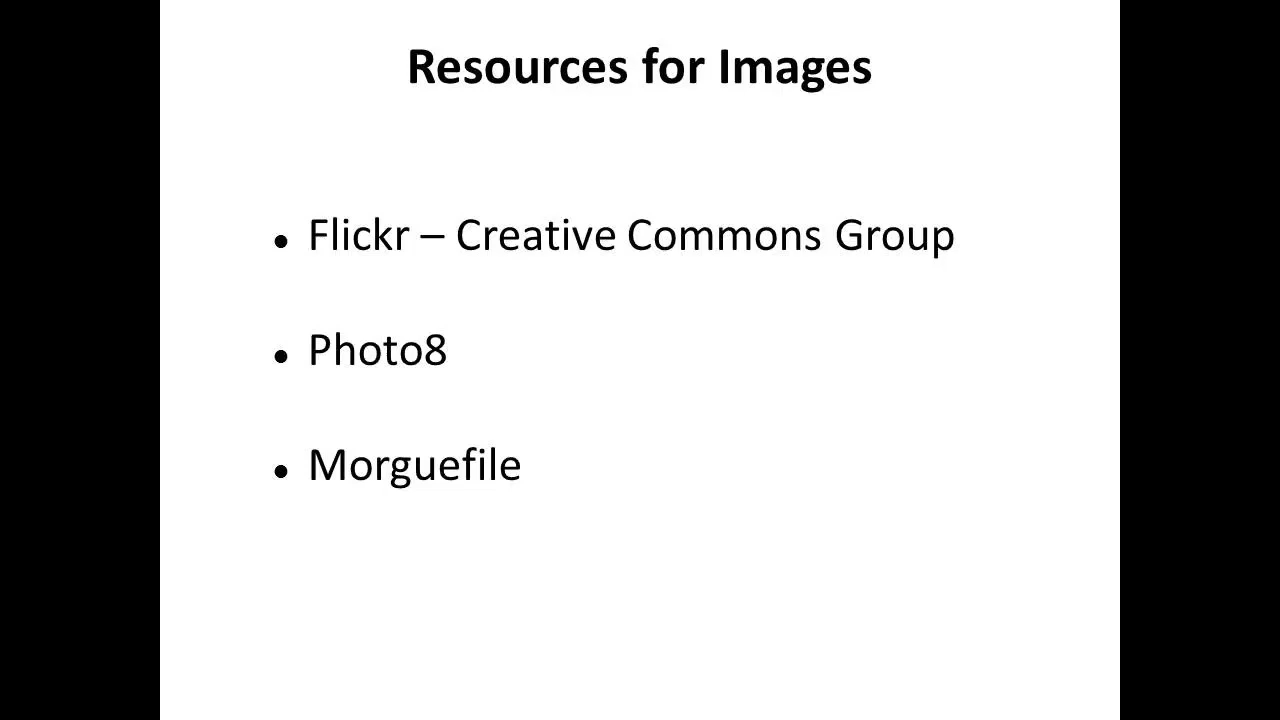 Resources for Images
• Flickr – Creative Commons Group
• Photo8
• Morguefile